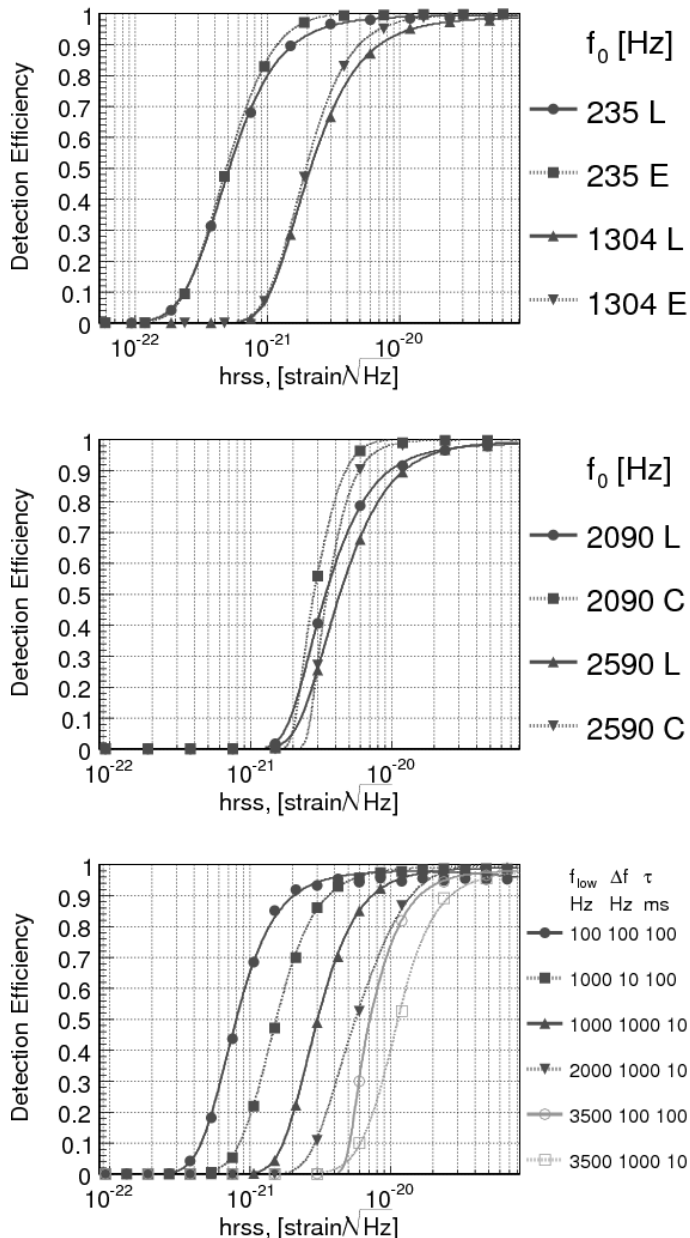 1
0.9
0.8
0.7
0.6
0.5
0.4
0.3
0.2
0.1
0
Detection Efficiency
10-22 10-21 10-20
hrss, [strain/√Hz]
f0 [Hz]
235 L
235 E
1304 L
1304 E
1
0.9
0.8
0.7
0.6
0.5
0.4
0.3
0.2
0.1
0
Detection Efficiency
10-22 10-21 10-20
hrss, [strain/√Hz]
f0 [Hz]
2090 L
2090 C
2590 L
2590 C
1
0.9
0.8
0.7
0.6
0.5
0.4
0.3
0.2
0.1
0
Detection Efficiency
10-22 10-21 10-20
hrss, [strain/√Hz]
flow Δf τ
Hz Hz ms
100 100 100
1000 10 100
1000 1000 10
2000 1000 10
3500 100 100
3500 1000 10